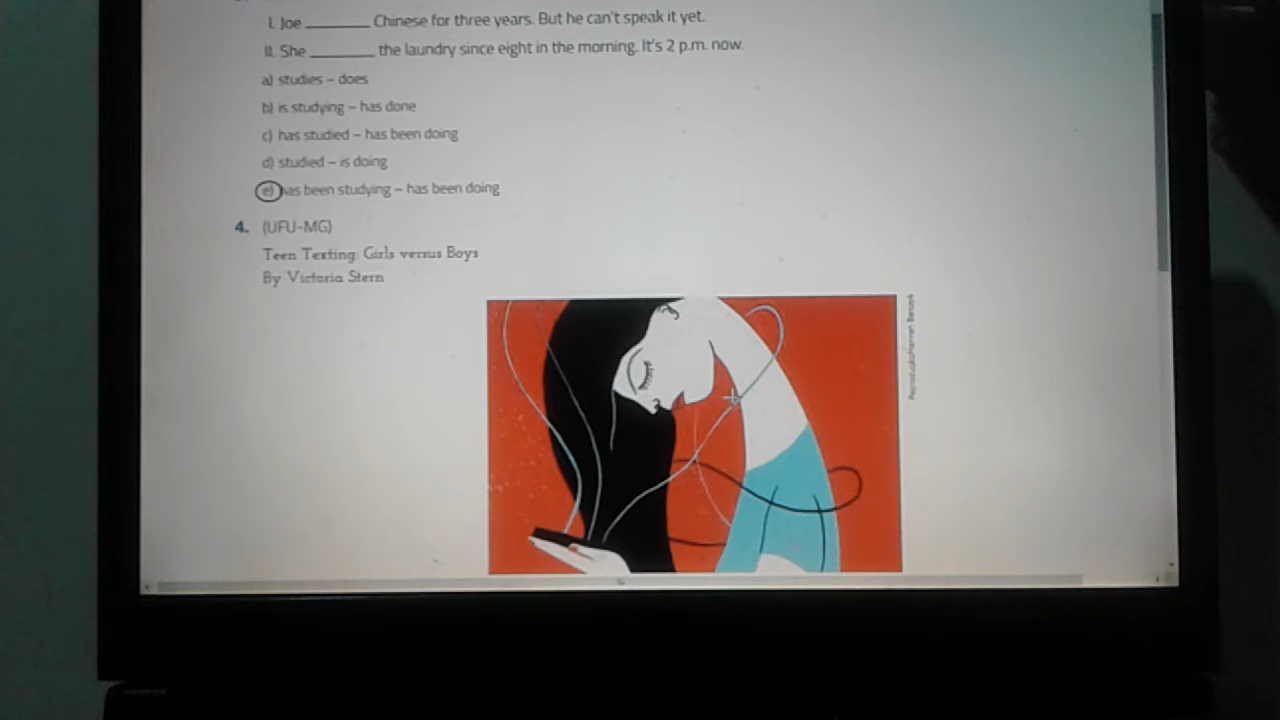 I. Joe ________ Chinese for three years. But he can't speak it yet.
II. She ________ the laundry since eight in the morning. It's 2 p.m. now.
a) studies – does
b) is studying – has done
c) has studied – has been doing
d) studied – is doing
e) has been studying – has been doing
4. (UFU-MG)
Teen Texting: Girls versus Boys
By Victoria Stern